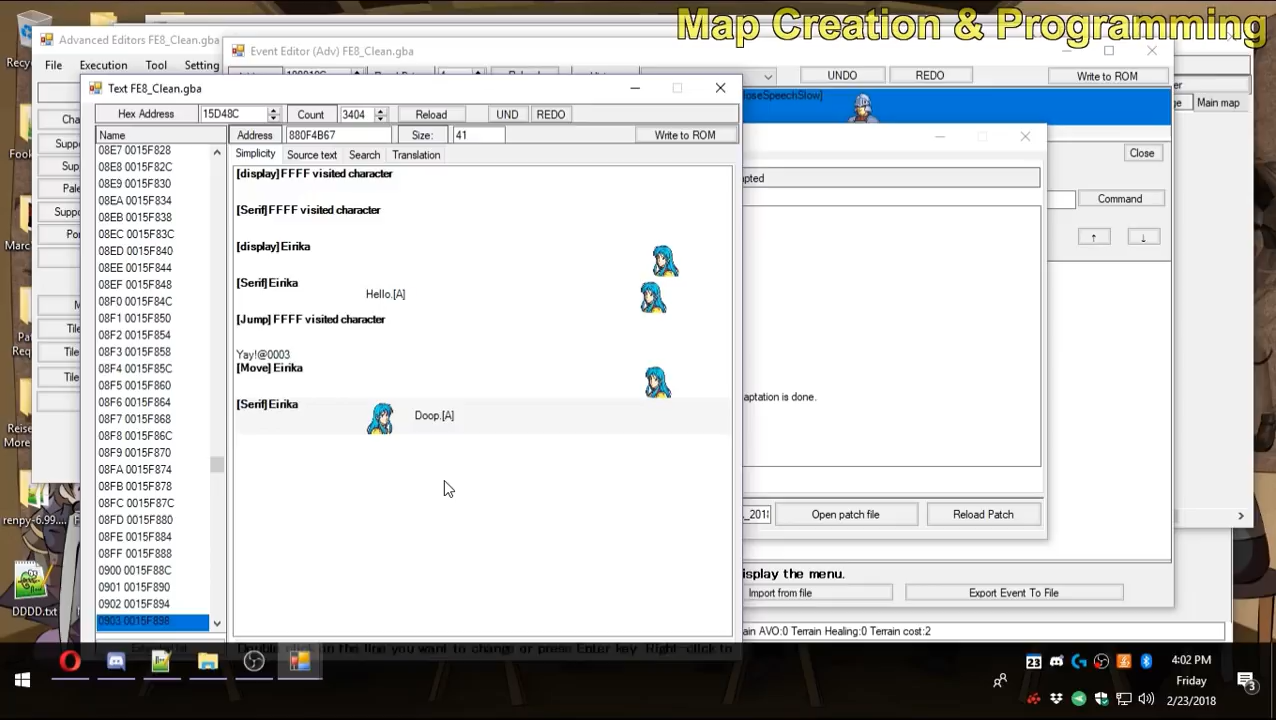 Map Creation & Programming
Advanced Editors FE8_Clean.gba
Event Editor (Adv) FE8_Clean.gba
File Execution Tool Setting
UNDO REDO Write to ROM
Text FE8_Clean.gba
Main map
Hex Address 15D48C Count 3404 Reload UND REDO
Name Address 880F4B67 Size: 41 Write to ROM
Simplicity Source text Search Translation
Close
Command
↑ ↓
08E7 0015F828
08E8 0015F82C
08E9 0015F830
08EA 0015F834
08EB 0015F838
08EC 0015F83C
08ED 0015F840
08EE 0015F844
08EF 0015F848
08F0 0015F84C
08F1 0015F850
08F2 0015F854
08F3 0015F858
08F4 0015F85C
08F5 0015F860
08F6 0015F864
08F7 0015F868
08F8 0015F86C
08F9 0015F870
08FA 0015F874
08FB 0015F878
08FC 0015F87C
08FD 0015F880
08FE 0015F884
08FF 0015F888
0900 0015F88C
0901 0015F890
0902 0015F894
0903 0015F898
[display]FFFF visited character
[Serif]FFFF visited character
[display]Eirika
[Serif]Eirika
Hello.[A]
[Jump] FFFF visited character
Yay!@0003
[Move] Eirika
[Serif]Eirika
Doop.[A]
aptation is done.
Open patch file Reload Patch
isplay the menu.
Import from file Export Event To File
ain AVO:0 Terrain Healing:0 Terrain cost:2
renpy-6.99....
DDDD.txt
23
4:02 PM
Friday
2/23/2018
3